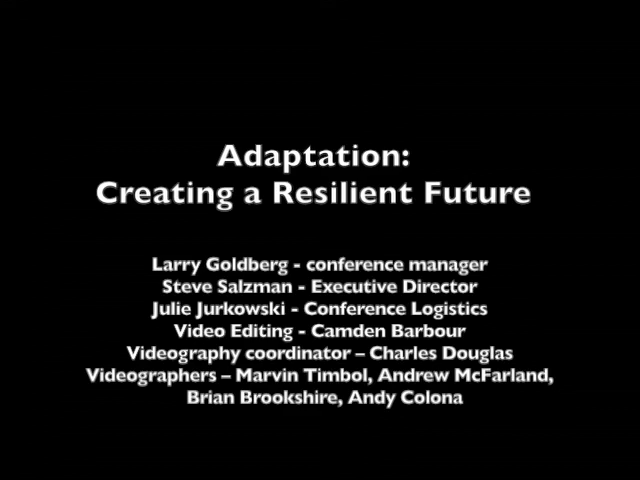 Adaptation:
Creating a Resilient Future
Larry Goldberg - conference manager
Steve Salzman - Executive Director
Julie Jurkowski - Conference Logistics
Video Editing - Camden Barbour
Videography coordinator – Charles Douglas
Videographers – Marvin Timbol, Andrew McFarland,
Brian Brookshire, Andy Colona